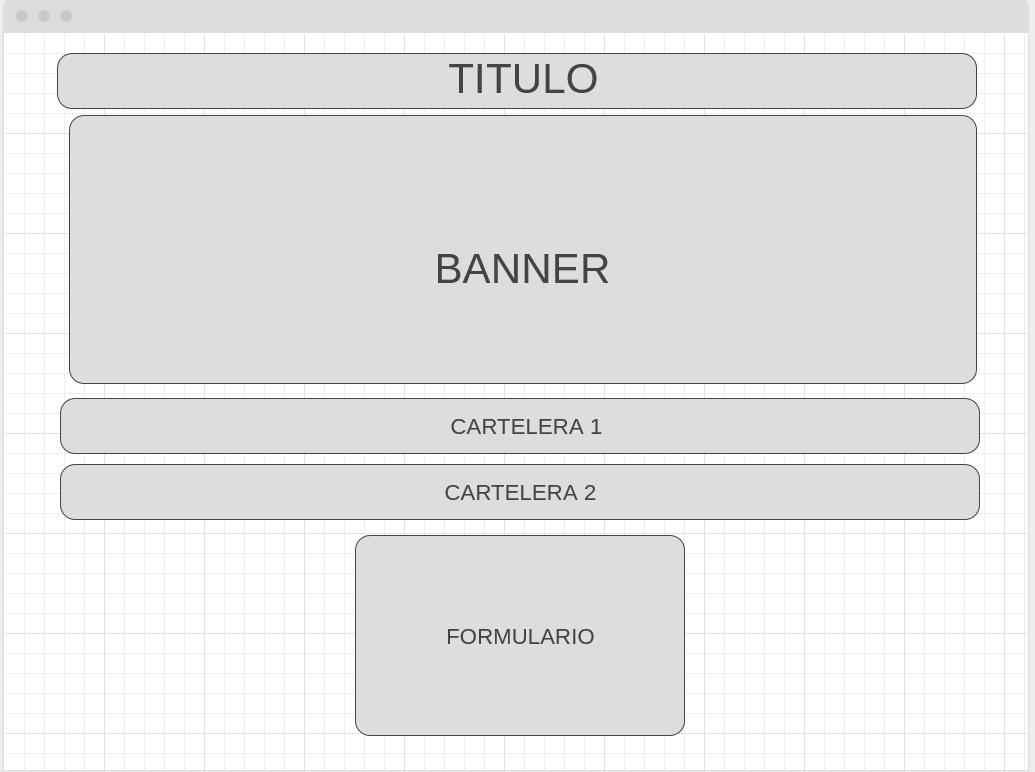 TITULO
BANNER
CARTELERA 1
CARTELERA 2
FORMULARIO